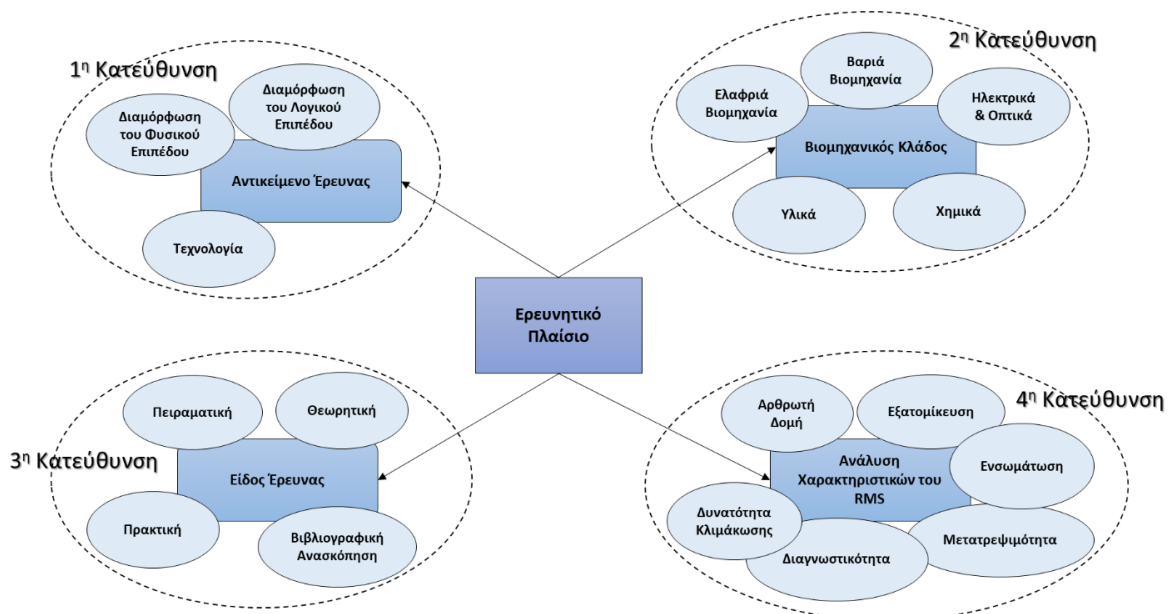 1η Κατεύθυνση
Διαμόρφωση
του Λογικού
Επιπέδου
Διαμόρφωση
του Φυσικού
Επιπέδου
Αντικείμενο Έρευνας
Τεχνολογία
2η Κατεύθυνση
Βαριά
Βιομηχανία
Ελαφριά
Βιομηχανία
Ηλεκτρικά
& Οπτικά
Βιομηχανικός Κλάδος
Υλικά
Χημικά
Ερευνητικό
Πλαίσιο
3η Κατεύθυνση
Πειραματική
Θεωρητική
Είδος Έρευνας
Πρακτική
Βιβλιογραφική
Ανασκόπηση
4η Κατεύθυνση
Αρθρωτή
Δομή
Εξατομίκευση
Ενσωμάτωση
Ανάλυση
Χαρακτηριστικών του
RMS
Δυνατότητα
Κλιμάκωσης
Μετατρεψιμότητα
Διαγνωστικότητα